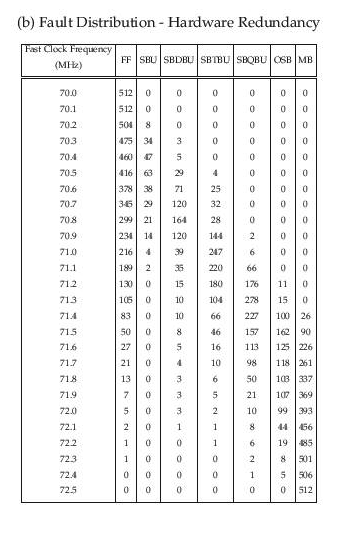 (b) Fault Distribution - Hardware Redundancy
Fast Clock Frequency
(MHz) FF SBU SBDBU SBTBU SBQBU OSB MB
70.0 512 0 0 0 0 0 0
70.1 512 0 0 0 0 0 0
70.2 504 8 0 0 0 0 0
70.3 475 34 3 0 0 0 0
70.4 460 47 5 0 0 0 0
70.5 416 63 29 4 0 0 0
70.6 378 38 71 25 0 0 0
70.7 345 29 120 32 0 0 0
70.8 299 21 164 28 0 0 0
70.9 234 14 120 144 2 0 0
71.0 216 4 39 247 6 0 0
71.1 189 2 35 220 66 0 0
71.2 130 0 15 180 176 11 0
71.3 105 0 10 104 278 15 0
71.4 83 0 10 66 227 100 26
71.5 50 0 8 46 157 162 90
71.6 27 0 5 16 113 125 226
71.7 21 0 4 10 98 118 261
71.8 13 0 3 6 50 103 337
71.9 7 0 3 5 21 107 369
72.0 5 0 3 2 10 99 393
72.1 2 0 1 1 8 44 456
72.2 1 0 0 1 6 19 485
72.3 1 0 0 0 2 8 501
72.4 0 0 0 0 1 5 506
72.5 0 0 0 0 0 0 512